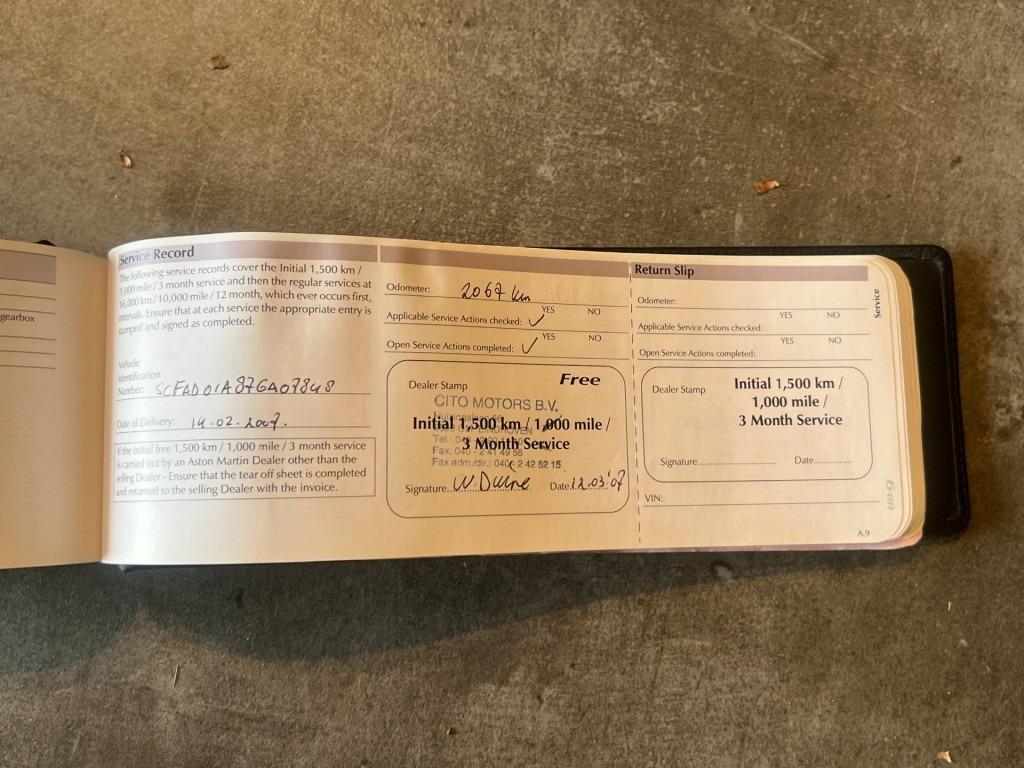 gearbox
Service Record
The following service records cover the Initial 1,500 km /
1,000 mile / 3 month service and then the regular services at
16,000 km / 10,000 mile / 12 month, which ever occurs first,
intervals. Ensure that at each service the appropriate entry is
stamped and signed as completed.
Vehicle
Identification
Number: SCFAD01A87GA07848
Date of Delivery: 14.02.2007.
If the initial free 1,500 km / 1,000 mile / 3 month service
is carried out by an Aston Martin Dealer other than the
selling Dealer - Ensure that the tear off sheet is completed
and returned to the selling Dealer with the invoice.
Odometer: 2067 km
YES NO
Applicable Service Actions checked: ✓
YES NO
Open Service Actions completed: ✓
Free
Dealer Stamp
CITO MOTORS B.V.
Initial 1,500 km / 1,000 mile /
EINDHOVEN
3 Month Service
Tel.:
Fax: 040 - 2 41 49 56
Fax adm./dir.: 040 - 2 42 52 15
Signature Date 12.03.07
Return Slip
Odometer:
YES NO
Applicable Service Actions checked:
YES NO
Open Service Actions completed:
Dealer Stamp
Initial 1,500 km /
1,000 mile /
3 Month Service
Signature Date
VIN:
Service
A.9